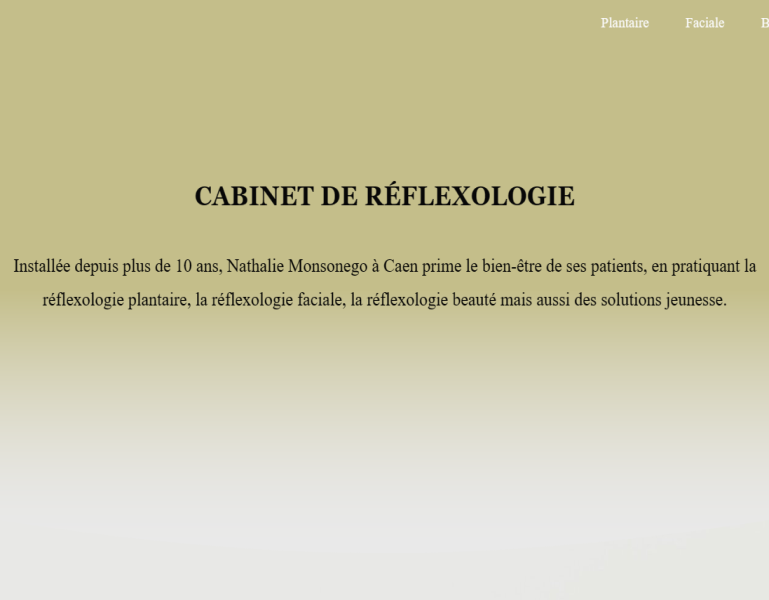 Plantaire Faciale B
CABINET DE RÉFLEXOLOGIE
Installée depuis plus de 10 ans, Nathalie Monsonego à Caen prime le bien-être de ses patients, en pratiquant la
réflexologie plantaire, la réflexologie faciale, la réflexologie beauté mais aussi des solutions jeunesse.